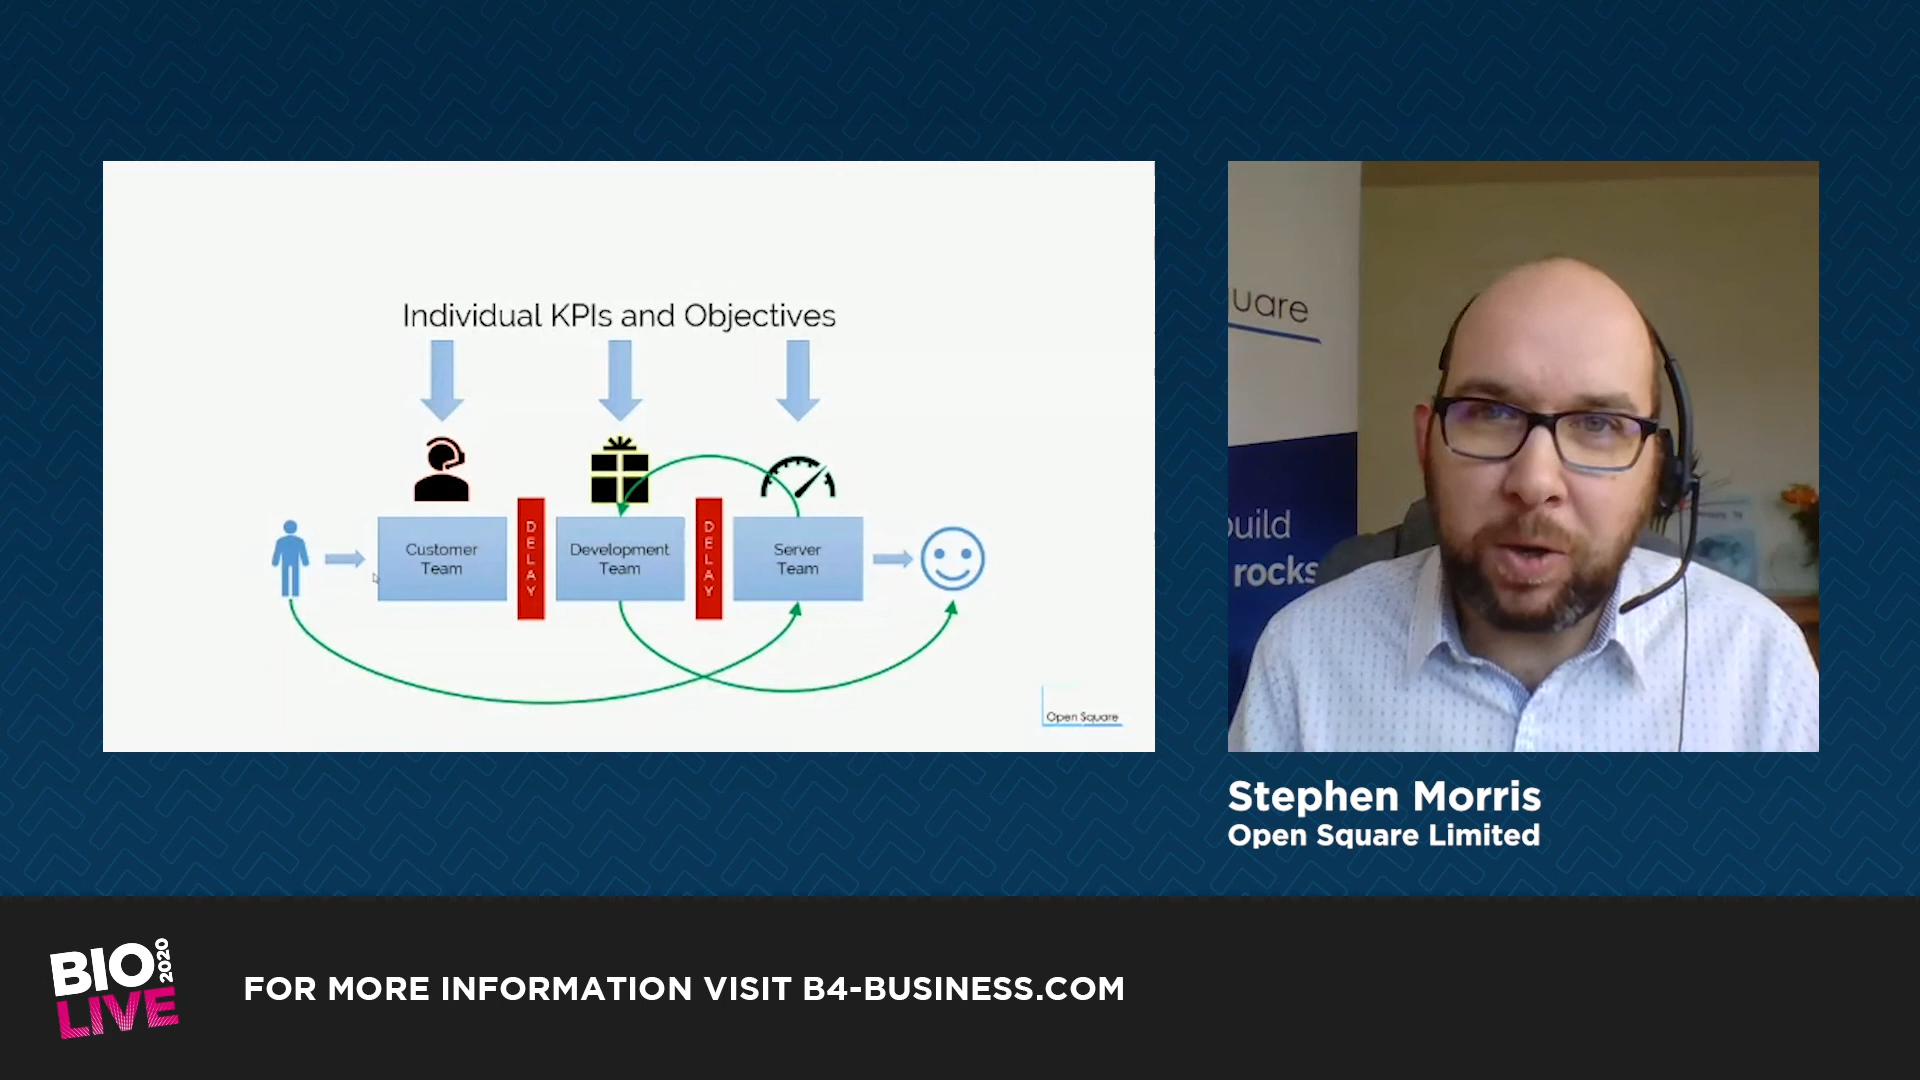 Individual KPIs and Objectives
Customer
Team
DELAY
Development
Team
DELAY
Server
Team
Open Square
uare
build
rocks
Stephen Morris
Open Square Limited
BIO
2020
LIVE
FOR MORE INFORMATION VISIT B4-BUSINESS.COM